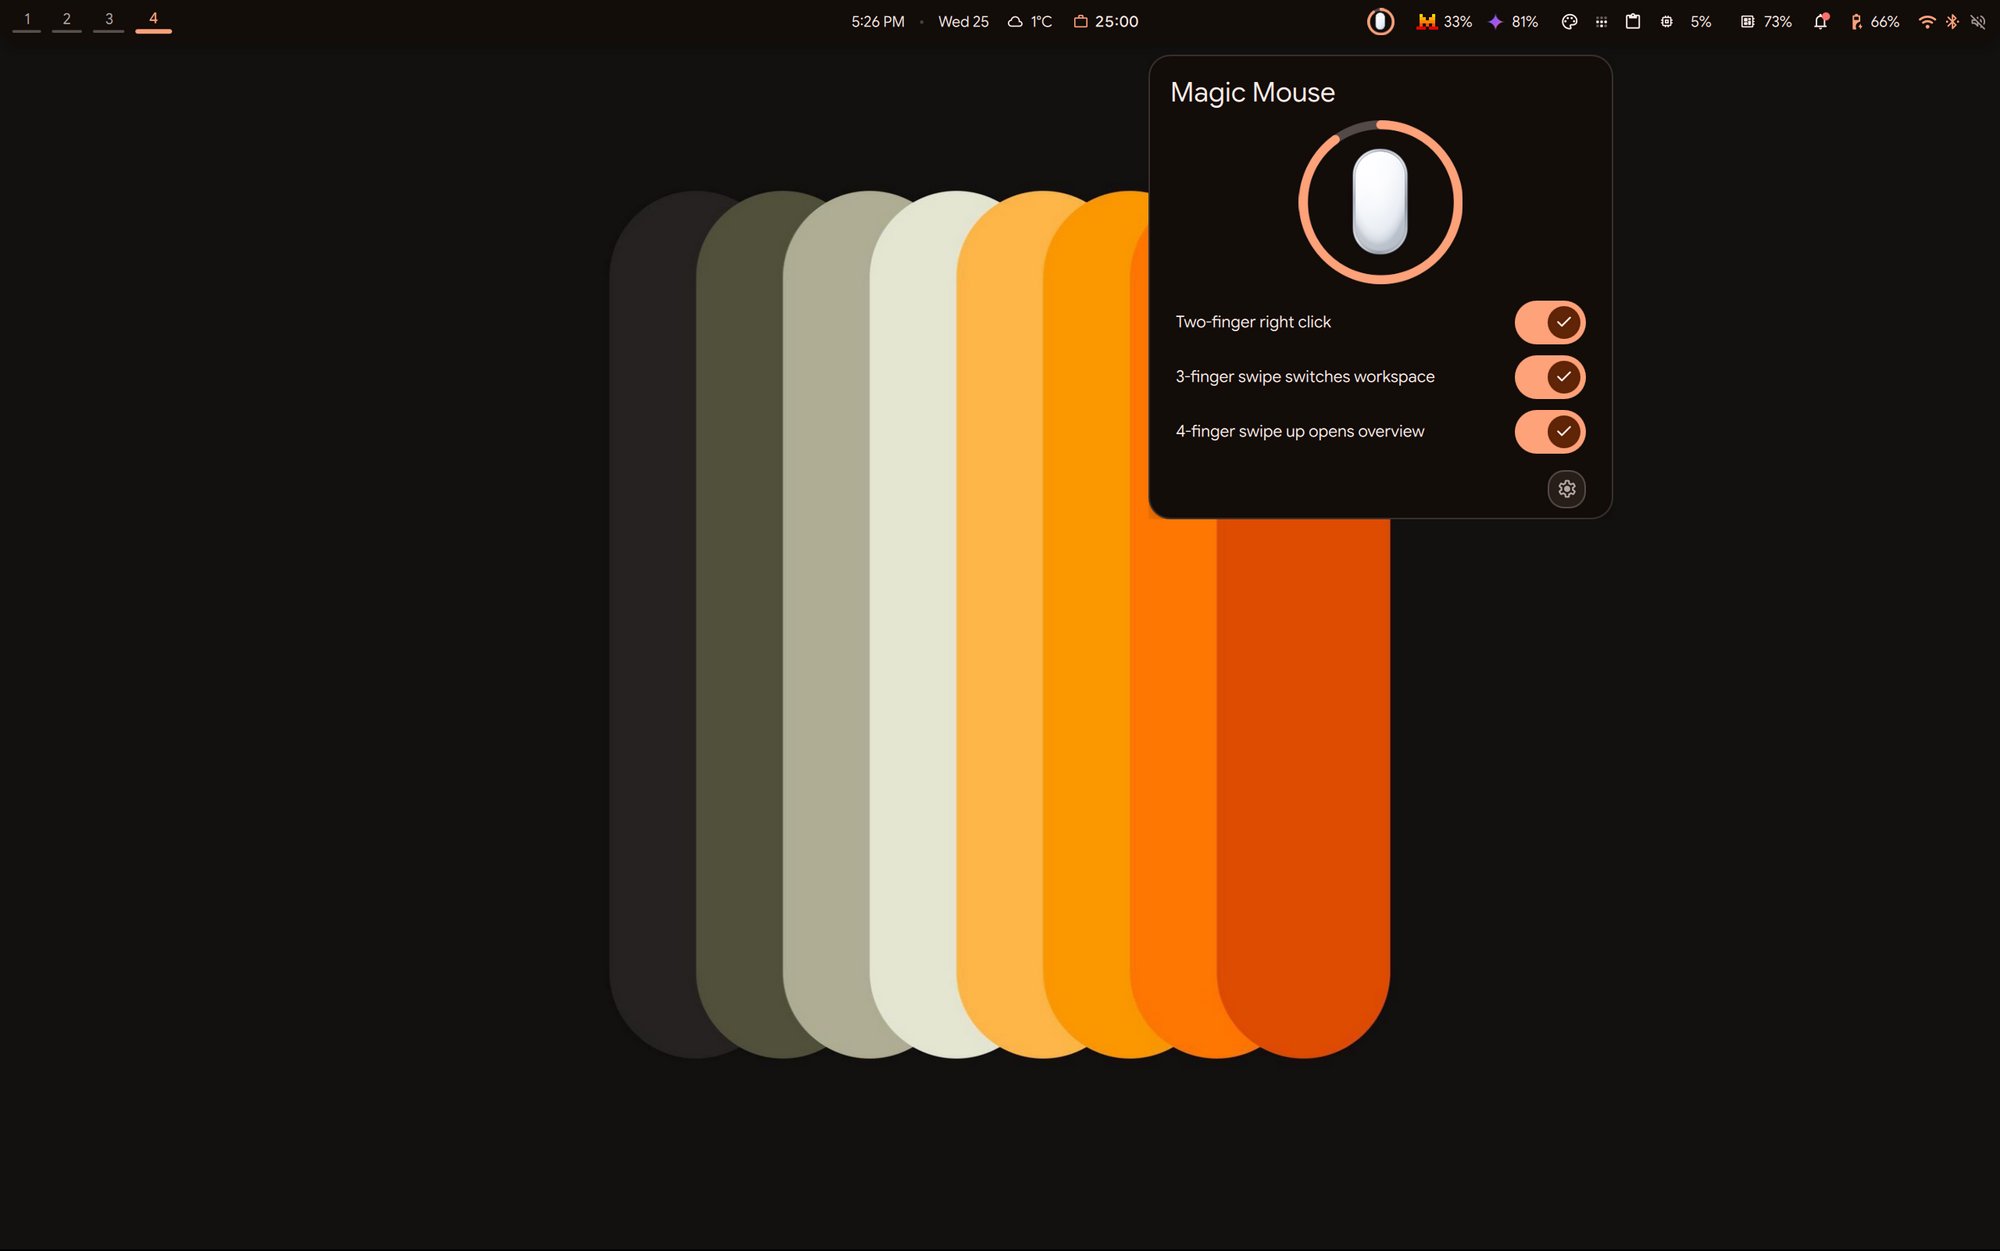 1 2 3 4 5:26 PM • Wed 25 1°C 25:00 33% 81% 5% 73% 66%
Magic Mouse
Two-finger right click
3-finger swipe switches workspace
4-finger swipe up opens overview